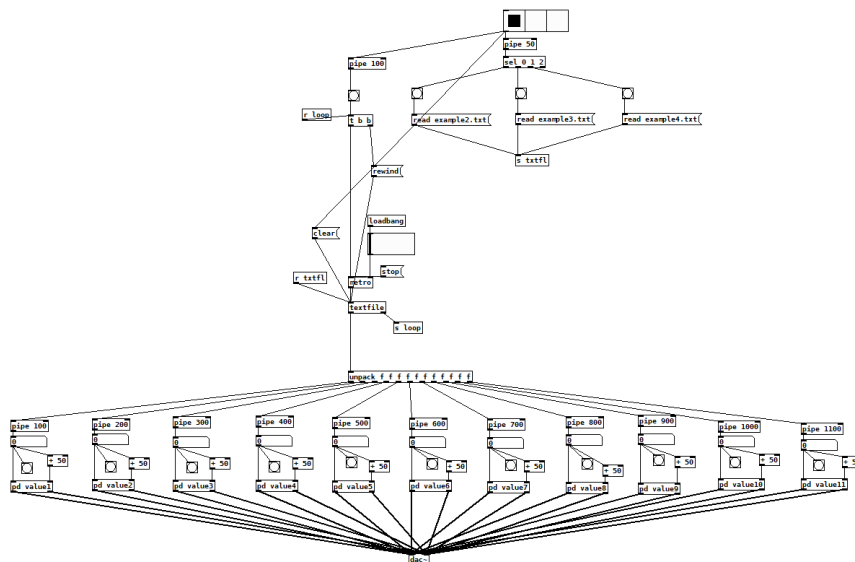 pipe 50
pipe 100
sel 0 1 2
r loop
t b b
read example2.txt
read example3.txt
read example4.txt
s txtfl
rewind
loadbang
clear
stop
r txtfl
metro
textfile
s loop
unpack f f f f f f f f f f f
pipe 100
pipe 200
pipe 300
pipe 400
pipe 500
pipe 600
pipe 700
pipe 800
pipe 900
pipe 1000
pipe 1100
0
0
0
0
0
0
0
0
0
0
0
+ 50
+ 50
+ 50
+ 50
+ 50
+ 50
+ 50
+ 50
+ 50
+ 50
+ 5
pd value1
pd value2
pd value3
pd value4
pd value5
pd value6
pd value7
pd value8
pd value9
pd value10
pd value11
dac~